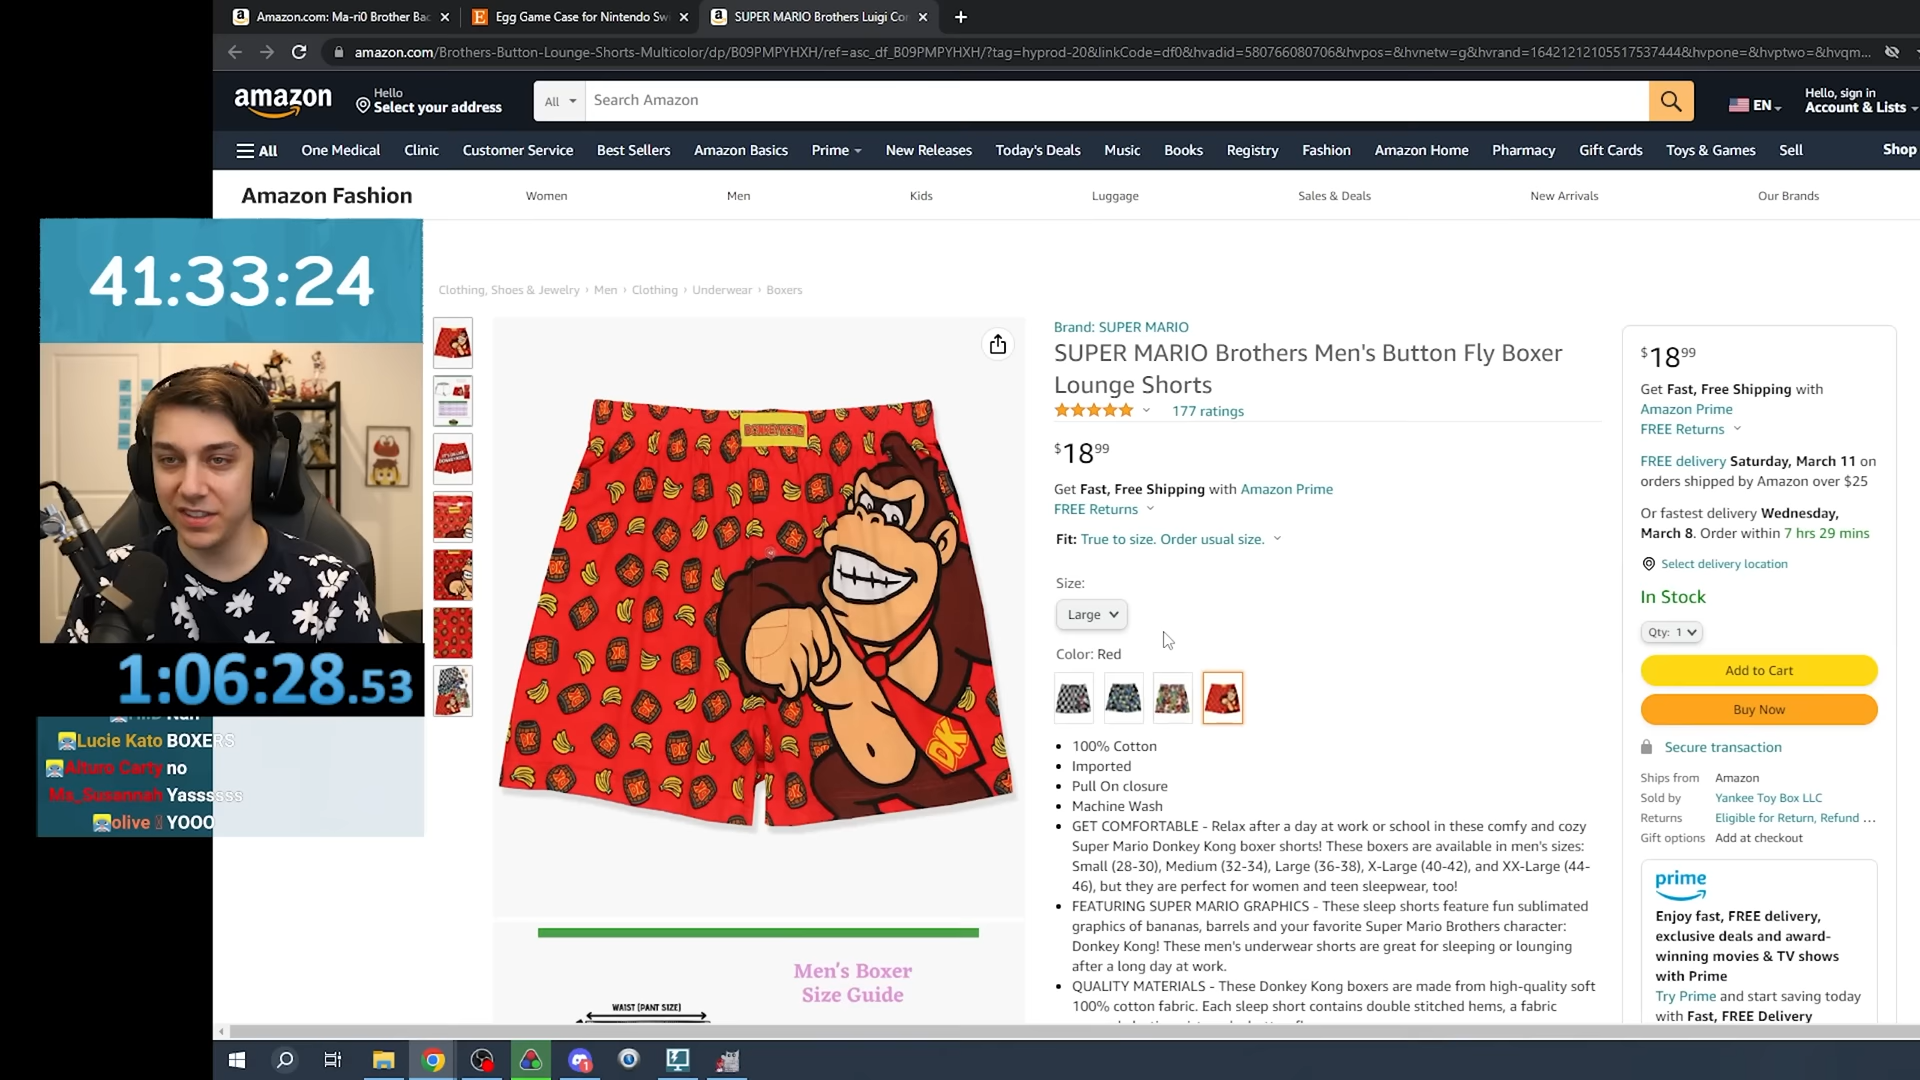 Amazon.com: Ma-ri0 Brother Bac
Egg Game Case for Nintendo Swi
SUPER MARIO Brothers Luigi Cor
amazon.com/Brothers-Button-Lounge-Shorts-Multicolor/dp/B09PMPYHXH/ref=asc_df_B09PMPYHXH/?tag=hyprod-20&linkCode=df0&hvadid=580766080706&hvpos=&hvnetw=g&hvrand=16421212105517537444&hvpone=&hvptwo=&hvqm...
amazon
Hello
Select your address
All
Search Amazon
EN
Hello, sign in
Account & Lists
All
One Medical
Clinic
Customer Service
Best Sellers
Amazon Basics
Prime
New Releases
Today's Deals
Music
Books
Registry
Fashion
Amazon Home
Pharmacy
Gift Cards
Toys & Games
Sell
Shop
Amazon Fashion
Women
Men
Kids
Luggage
Sales & Deals
New Arrivals
Our Brands
41:33:24
1:06:28.53
Lucie Kato BOXERS
Arturo Carty no
Ms_Susannah Yassssss
olive YOOO
Clothing, Shoes & Jewelry › Men › Clothing › Underwear › Boxers
DONKEY KONG
DK
Men's Boxer
Size Guide
WAIST (PANT SIZE)
Brand: SUPER MARIO
SUPER MARIO Brothers Men's Button Fly Boxer
Lounge Shorts
177 ratings
$18 99
Get Fast, Free Shipping with Amazon Prime
FREE Returns
Fit: True to size. Order usual size.
Size:
Large
Color: Red
• 100% Cotton
• Imported
• Pull On closure
• Machine Wash
• GET COMFORTABLE - Relax after a day at work or school in these comfy and cozy
Super Mario Donkey Kong boxer shorts! These boxers are available in men's sizes:
Small (28-30), Medium (32-34), Large (36-38), X-Large (40-42), and XX-Large (44-
46), but they are perfect for women and teen sleepwear, too!
• FEATURING SUPER MARIO GRAPHICS - These sleep shorts feature fun sublimated
graphics of bananas, barrels and your favorite Super Mario Brothers character:
Donkey Kong! These men's underwear shorts are great for sleeping or lounging
after a long day at work.
• QUALITY MATERIALS - These Donkey Kong boxers are made from high-quality soft
100% cotton fabric. Each sleep short contains double stitched hems, a fabric
$18 99
Get Fast, Free Shipping with
Amazon Prime
FREE Returns
FREE delivery Saturday, March 11 on
orders shipped by Amazon over $25
Or fastest delivery Wednesday,
March 8. Order within 7 hrs 29 mins
Select delivery location
In Stock
Qty: 1
Add to Cart
Buy Now
Secure transaction
Ships from Amazon
Sold by Yankee Toy Box LLC
Returns Eligible for Return, Refund ...
Gift options Add at checkout
prime
Enjoy fast, FREE delivery,
exclusive deals and award-
winning movies & TV shows
with Prime
Try Prime and start saving today
with Fast, FREE Delivery